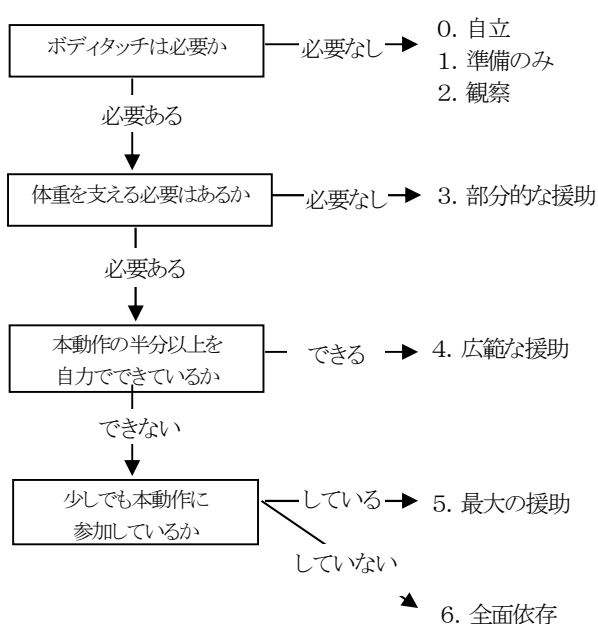 ボディタッチは必要か
必要なし
0. 自立
1. 準備のみ
2. 観察
必要ある
体重を支える必要はあるか
必要なし
3. 部分的な援助
必要ある
本動作の半分以上を
自力でできているか
できる
4. 広範な援助
できない
少しでも本動作に
参加しているか
している
5. 最大の援助
していない
6. 全面依存